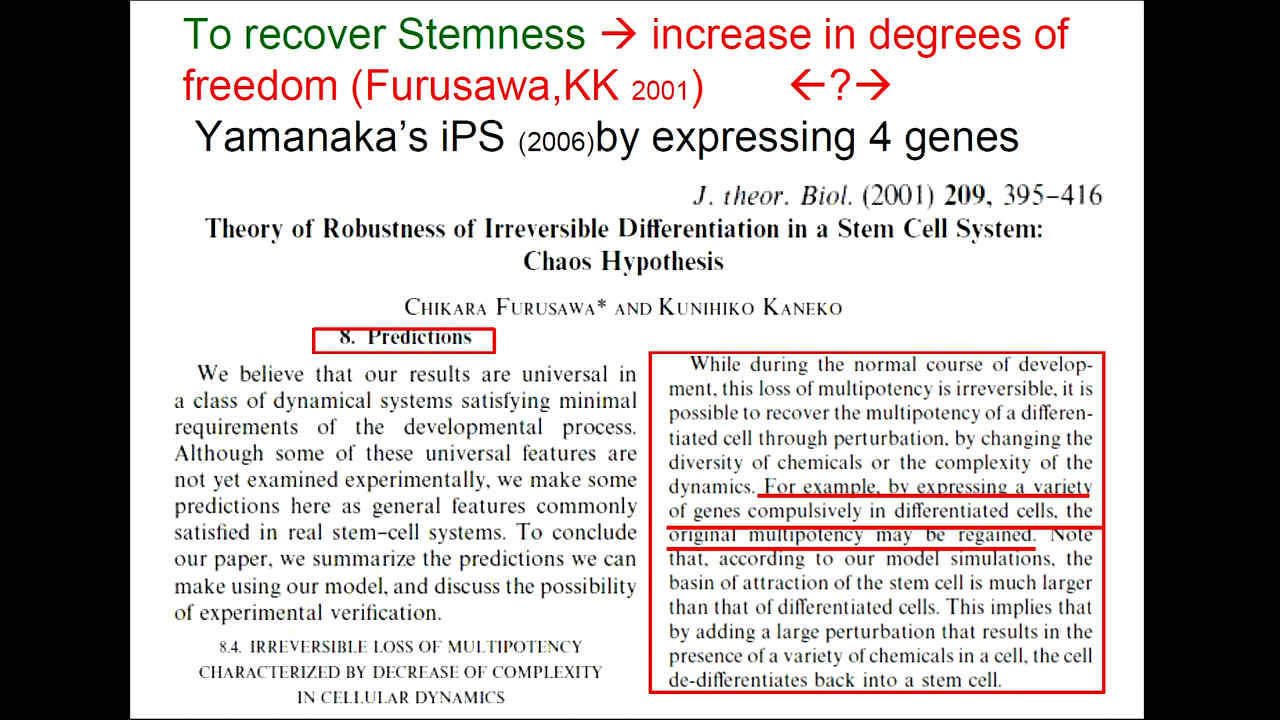 To recover Stemness → increase in degrees of
freedom (Furusawa,KK 2001) ←?→
Yamanaka’s iPS (2006)by expressing 4 genes
J. theor. Biol. (2001) 209, 395–416
Theory of Robustness of Irreversible Differentiation in a Stem Cell System:
Chaos Hypothesis
CHIKARA FURUSAWA* AND KUNIHIKO KANEKO
8. Predictions
We believe that our results are universal in
a class of dynamical systems satisfying minimal
requirements of the developmental process.
Although some of these universal features are
not yet examined experimentally, we make some
predictions here as general features commonly
satisfied in real stem–cell systems. To conclude
our paper, we summarize the predictions we can
make using our model, and discuss the possibility
of experimental verification.
8.4. IRREVERSIBLE LOSS OF MULTIPOTENCY
CHARACTERIZED BY DECREASE OF COMPLEXITY
IN CELLULAR DYNAMICS
While during the normal course of develop-
ment, this loss of multipotency is irreversible, it is
possible to recover the multipotency of a differen-
tiated cell through perturbation, by changing the
diversity of chemicals or the complexity of the
dynamics. For example, by expressing a variety
of genes compulsively in differentiated cells, the
original multipotency may be regained. Note
that, according to our model simulations, the
basin of attraction of the stem cell is much larger
than that of differentiated cells. This implies that
by adding a large perturbation that results in the
presence of a variety of chemicals in a cell, the cell
de-differentiates back into a stem cell.